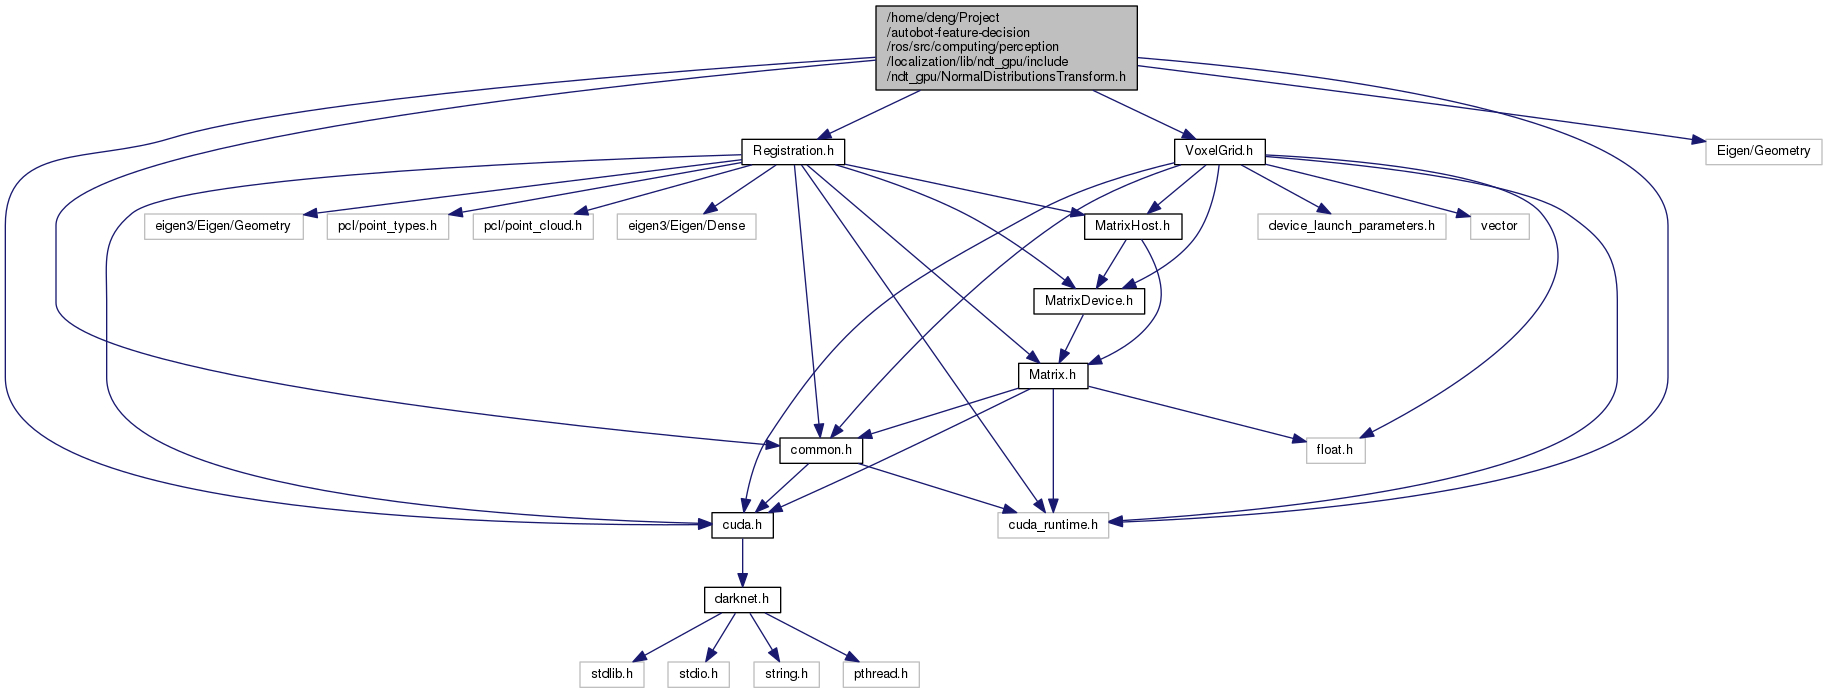 /home/deng/Project
/autobot-feature-decision
/ros/src/computing/perception
/localization/lib/ndt_gpu/include
/ndt_gpu/NormalDistributionsTransform.h
Registration.h
VoxelGrid.h
Eigen/Geometry
eigen3/Eigen/Geometry
pcl/point_types.h
pcl/point_cloud.h
eigen3/Eigen/Dense
MatrixHost.h
device_launch_parameters.h
vector
MatrixDevice.h
Matrix.h
common.h
float.h
cuda.h
cuda_runtime.h
darknet.h
stdlib.h
stdio.h
string.h
pthread.h